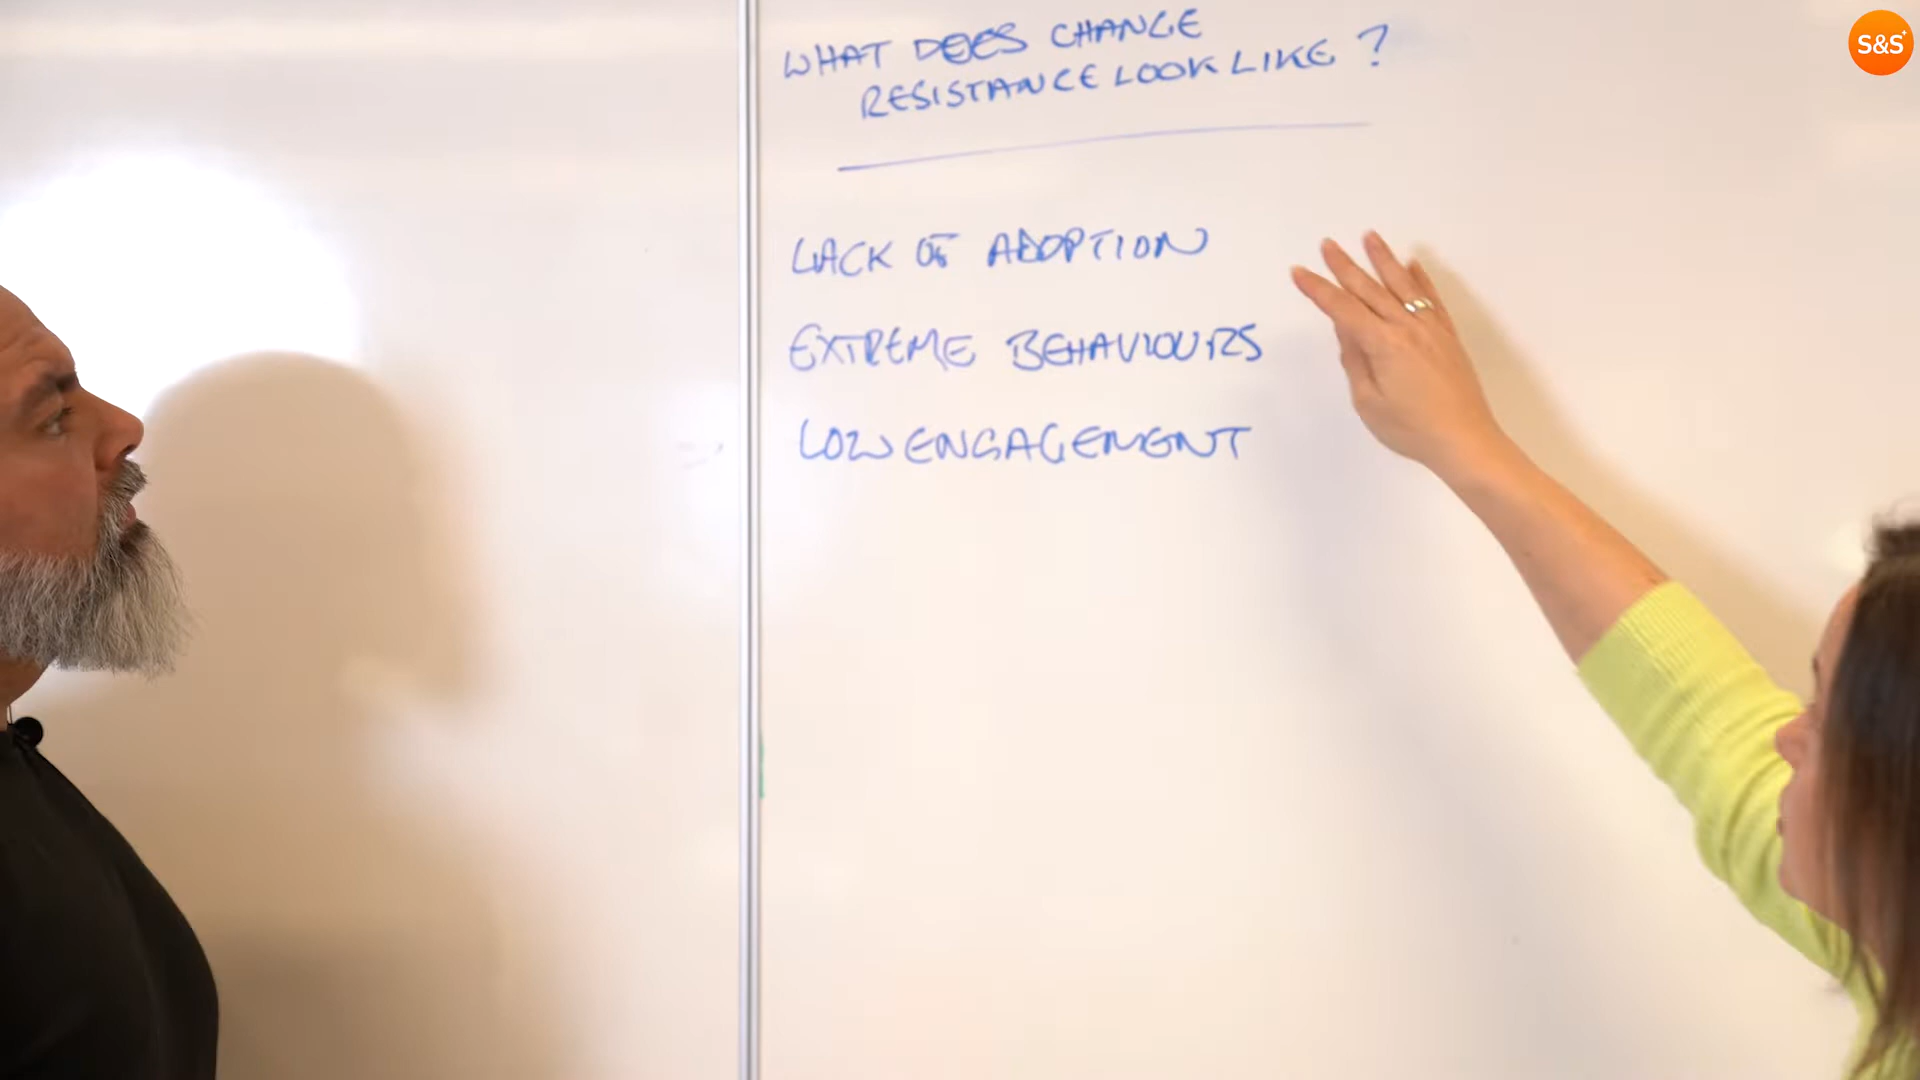 WHAT DOES CHANGE
RESISTANCE LOOK LIKE ?
LACK OF ADOPTION
EXTREME BEHAVIOURS
LOW ENGAGEMENT
S&S+